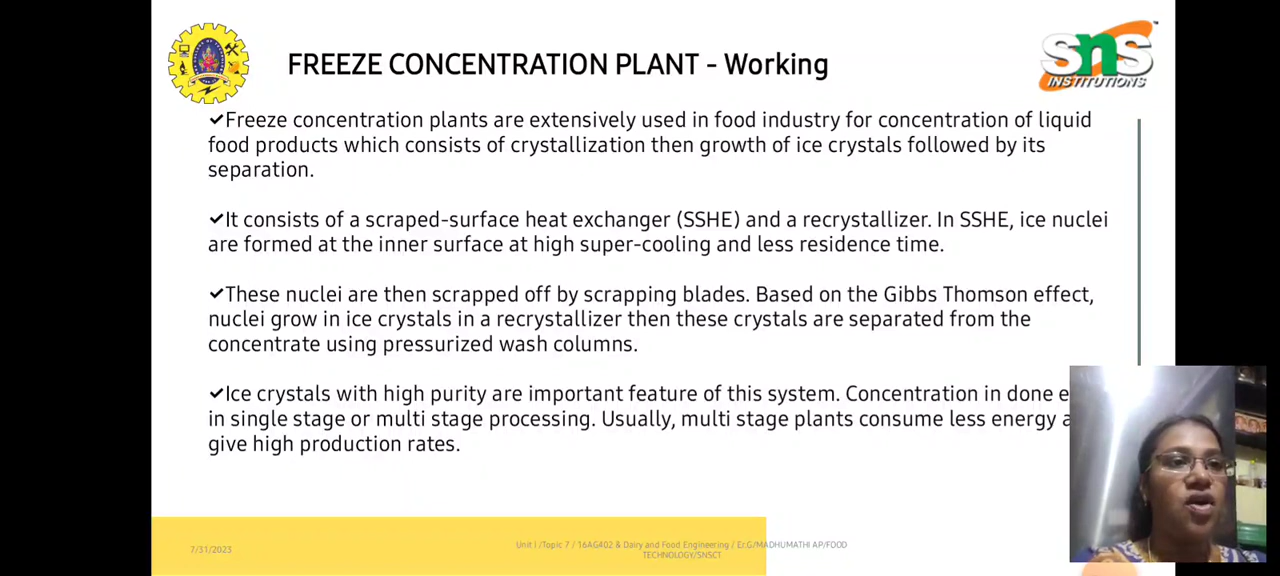 FREEZE CONCENTRATION PLANT - Working
SNS
INSTITUTIONS
✔Freeze concentration plants are extensively used in food industry for concentration of liquid
food products which consists of crystallization then growth of ice crystals followed by its
separation.
✔It consists of a scraped-surface heat exchanger (SSHE) and a recrystallizer. In SSHE, ice nuclei
are formed at the inner surface at high super-cooling and less residence time.
✔These nuclei are then scrapped off by scrapping blades. Based on the Gibbs Thomson effect,
nuclei grow in ice crystals in a recrystallizer then these crystals are separated from the
concentrate using pressurized wash columns.
✔Ice crystals with high purity are important feature of this system. Concentration in done e
in single stage or multi stage processing. Usually, multi stage plants consume less energy a
give high production rates.
7/31/2023
Unit I /Topic 7 / 16AG402 & Dairy and Food Engineering / Er.G/MADHUMATHI AP/FOOD
TECHNOLOGY/SNSCT